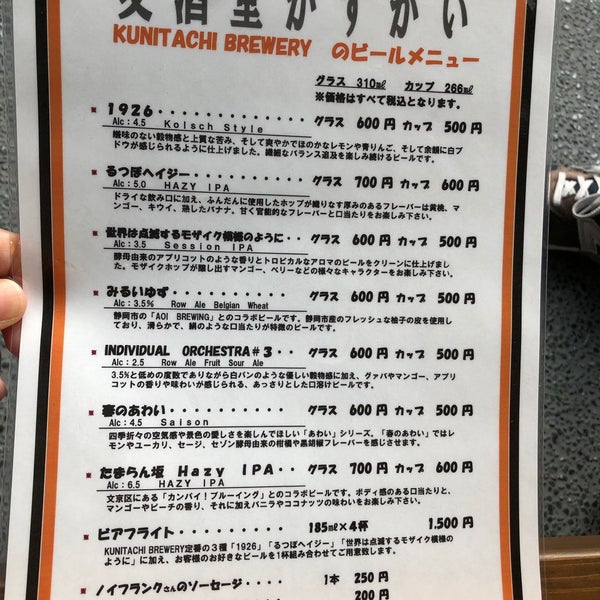 酒室かすがい
KUNITACHI BREWERY のビールメニュー
グラス 310㎖ カップ 266㎖
※価格はすべて税込となります。
1926・・・・・・・・・・・・・ グラス 600円 カップ 500円
Alc：4.5 Kolsch Style
雑味のない穀物感と上質な苦み、そして爽やかでほのかなレモンや青りんご、そして余韻に白ブ
ドウが感じられるように仕上げました。繊細なバランス追及を楽しみ続けるビールです。
るつぼヘイジー・・・・・・・・・ グラス 700円 カップ 600円
Alc：5.0 HAZY IPA
ドライな飲み口に加え、ふんだんに使用したホップが織りなす厚みのあるフレーバーは黄桃、マ
ンゴー、キウイ、熟したバナナ。甘く官能的なフレーバーと口当たりをお楽しみ下さい。
世界は点滅するモザイク模様のように・・ グラス 600円 カップ 500円
Alc：3.5 Session IPA
酵母由来のアプリコットのような香りとトロピカルなアロマのビールをクリーンに仕上げまし
た。モザイクホップが醸し出すマンゴー、ベリーなどの様々なキャラクターをお楽しみ下さい。
みるいゆず・・・・・・・・・・・ グラス 600円 カップ 500円
Alc：3.5% Row Ale Belgian Wheat
静岡市の「AOI BREWING」とのコラボビールです。静岡市産のフレッシュな柚子の皮を使用し
ており、滑らかで、絹のような口当たりが特徴のビールです。
INDIVIDUAL ORCHESTRA＃3・・ グラス 600円 カップ 500円
Alc：2.5 Row Ale Fruit Sour Ale
3.5%と低めの度数でありながら白パンのような優しい穀物感に加え、グァバやマンゴー、アプリ
コットの香りや味わいが感じられる、あっさりとした口溶けビールです。
春のあわい・・・・・・・・・・・ グラス 600円 カップ 500円
Alc：4.5 Saison
四季折々の空気感や景色の愛しさを楽しんでほしい「あわい」シリーズ。「春のあわい」ではレ
モンやユーカリ、セージ、セゾン酵母由来の柑橘や黒胡椒フレーバーを感じさせます。
たまらん坂 Hazy IPA・・ グラス 700円 カップ 600円
Alc：6.5 HAZY IPA
文京区にある「カンパイ！ブルーイング」とのコラボビールです。ボディ感のある口当たりと、
マンゴーやピーチの香り、それに加えバニラやココナッツの味わいをお楽しみ下さい。
ビアフライト・・・・・・・・・・ 185㎖×4杯 1,500円
KUNITACHI BREWERY定番の3種「1926」「るつぼヘイジー」「世界は点滅するモザイク模様の
ように」に加え、お客様のお好きなビールを1杯組み合わせてご用意致します。
ノイフランクさんのソーセージ・・・・ 1本 250円
200円